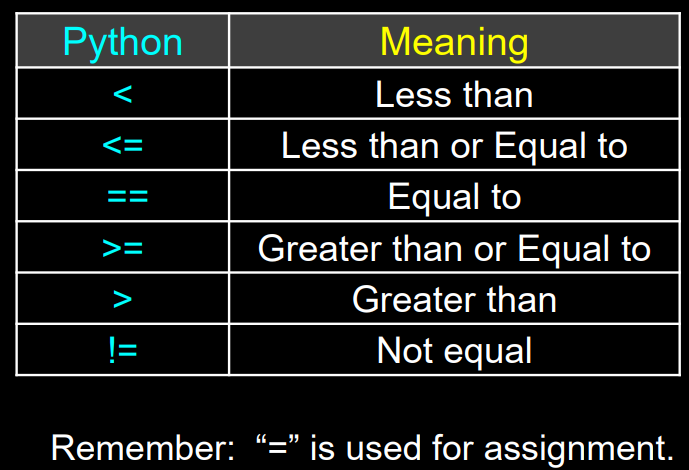 Python Meaning
< Less than
<= Less than or Equal to
== Equal to
>= Greater than or Equal to
> Greater than
!= Not equal
Remember: “=” is used for assignment.